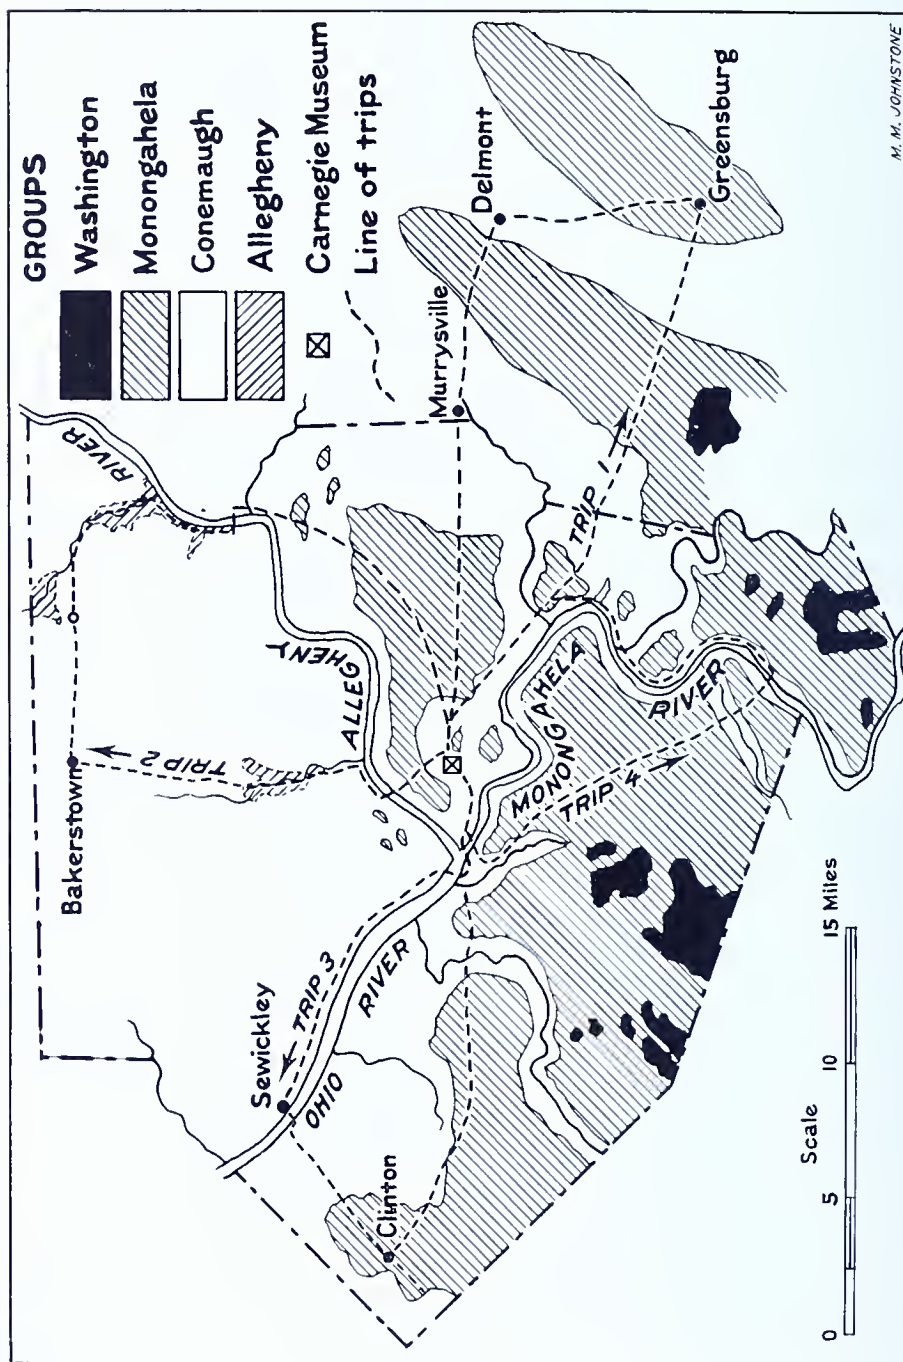 GROUPS
Washington
Monongahela
Conemaugh
Allegheny
Carnegie Museum
Line of trips
Bakerstown
RIVER
TRIP 2
ALLEGHENY
Murrysville
Delmont
Greensburg
TRIP 1
Sewickley
TRIP 3
OHIO
RIVER
MONONGAHELA
RIVER
TRIP 4
Clinton
Scale
0 5 10 15 Miles
M. M. JOHNSTONE